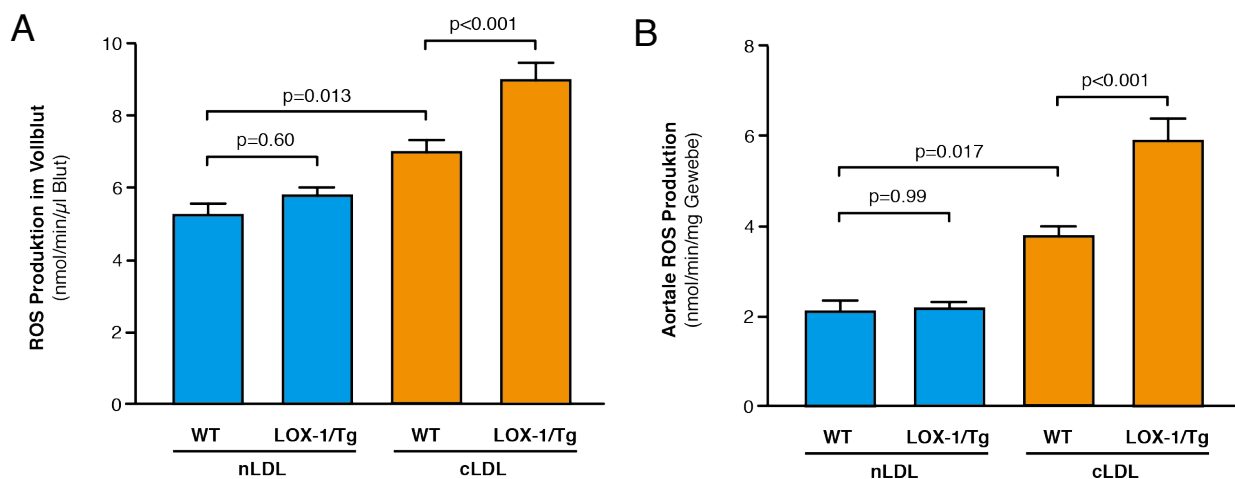 A
ROS Produktion im Vollblut
(nmol/min/µl Blut)
10
8
6
4
2
0
p<0.001
p=0.013
p=0.60
WT
LOX-1/Tg
WT
LOX-1/Tg
nLDL
cLDL
B
Aortale ROS Produktion
(nmol/min/mg Gewebe)
8
6
4
2
0
p<0.001
p=0.017
p=0.99
WT
LOX-1/Tg
WT
LOX-1/Tg
nLDL
cLDL